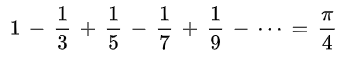 1 − 1/3 + 1/5 − 1/7 + 1/9 − ⋯ = π/4